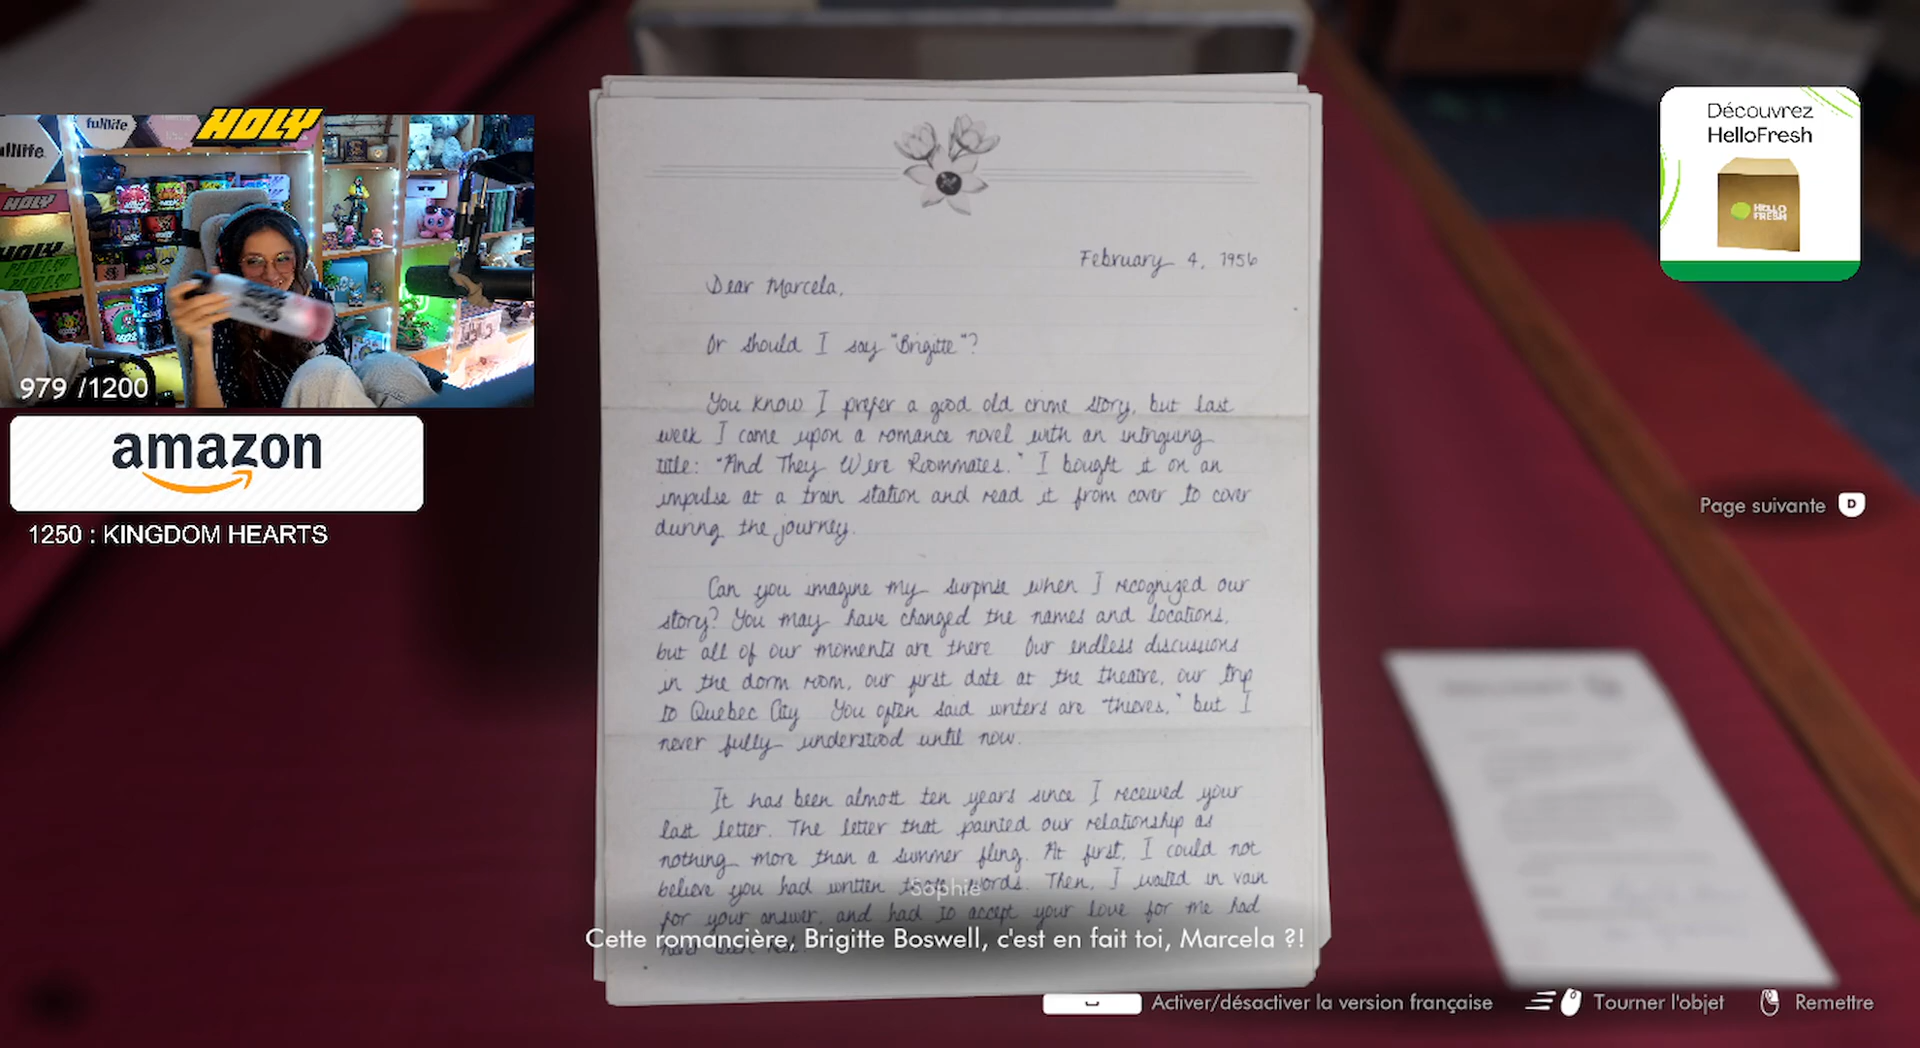 HOLY
fulllife
lllife.
HOLY
HOLY
HOLY
HOLY
979 /1200
amazon
1250 : KINGDOM HEARTS
February 4, 1956
Dear Marcela,
Or should I say "Brigitte"?
You know I prefer a good old crime story, but last
week I came upon a romance novel with an intriguing
title: "And They Were Roommates." I bought it on an
impulse at a train station and read it from cover to cover
during the journey.
Can you imagine my surprise when I recognized our
story? You may have changed the names and locations,
but all of our moments are there. Our endless discussions
in the dorm room, our first date at the theatre, our trip
to Quebec City. You often said writers are "thieves," but I
never fully understood until now.
It has been almost ten years since I received your
last letter. The letter that painted our relationship as
nothing more than a summer fling. At first, I could not
believe you had written those words. Then, I waited in vain
for your answer, and had to accept your love for me had
Sophie
Cette romancière, Brigitte Boswell, c'est en fait toi, Marcela ?!
Découvrez
HelloFresh
HELLO
FRESH
Page suivante D
Activer/désactiver la version française Tourner l'objet Remettre